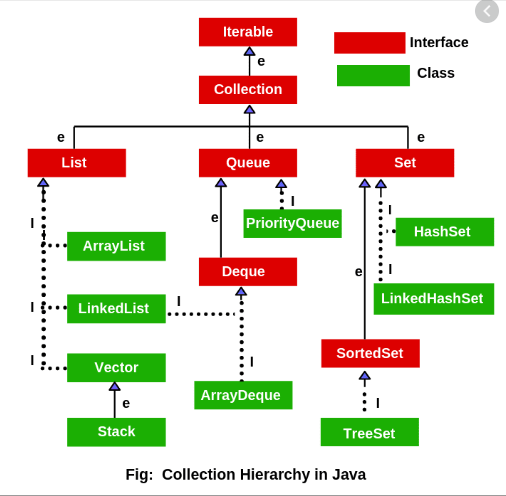 Iterable
Interface
e
Collection
Class
e e e
List Queue Set
I e I I
PriorityQueue HashSet
ArrayList
I
e
Deque
LinkedHashSet
I LinkedList I
I
Vector
I
SortedSet
e
ArrayDeque
I
Stack
TreeSet
Fig: Collection Hierarchy in Java